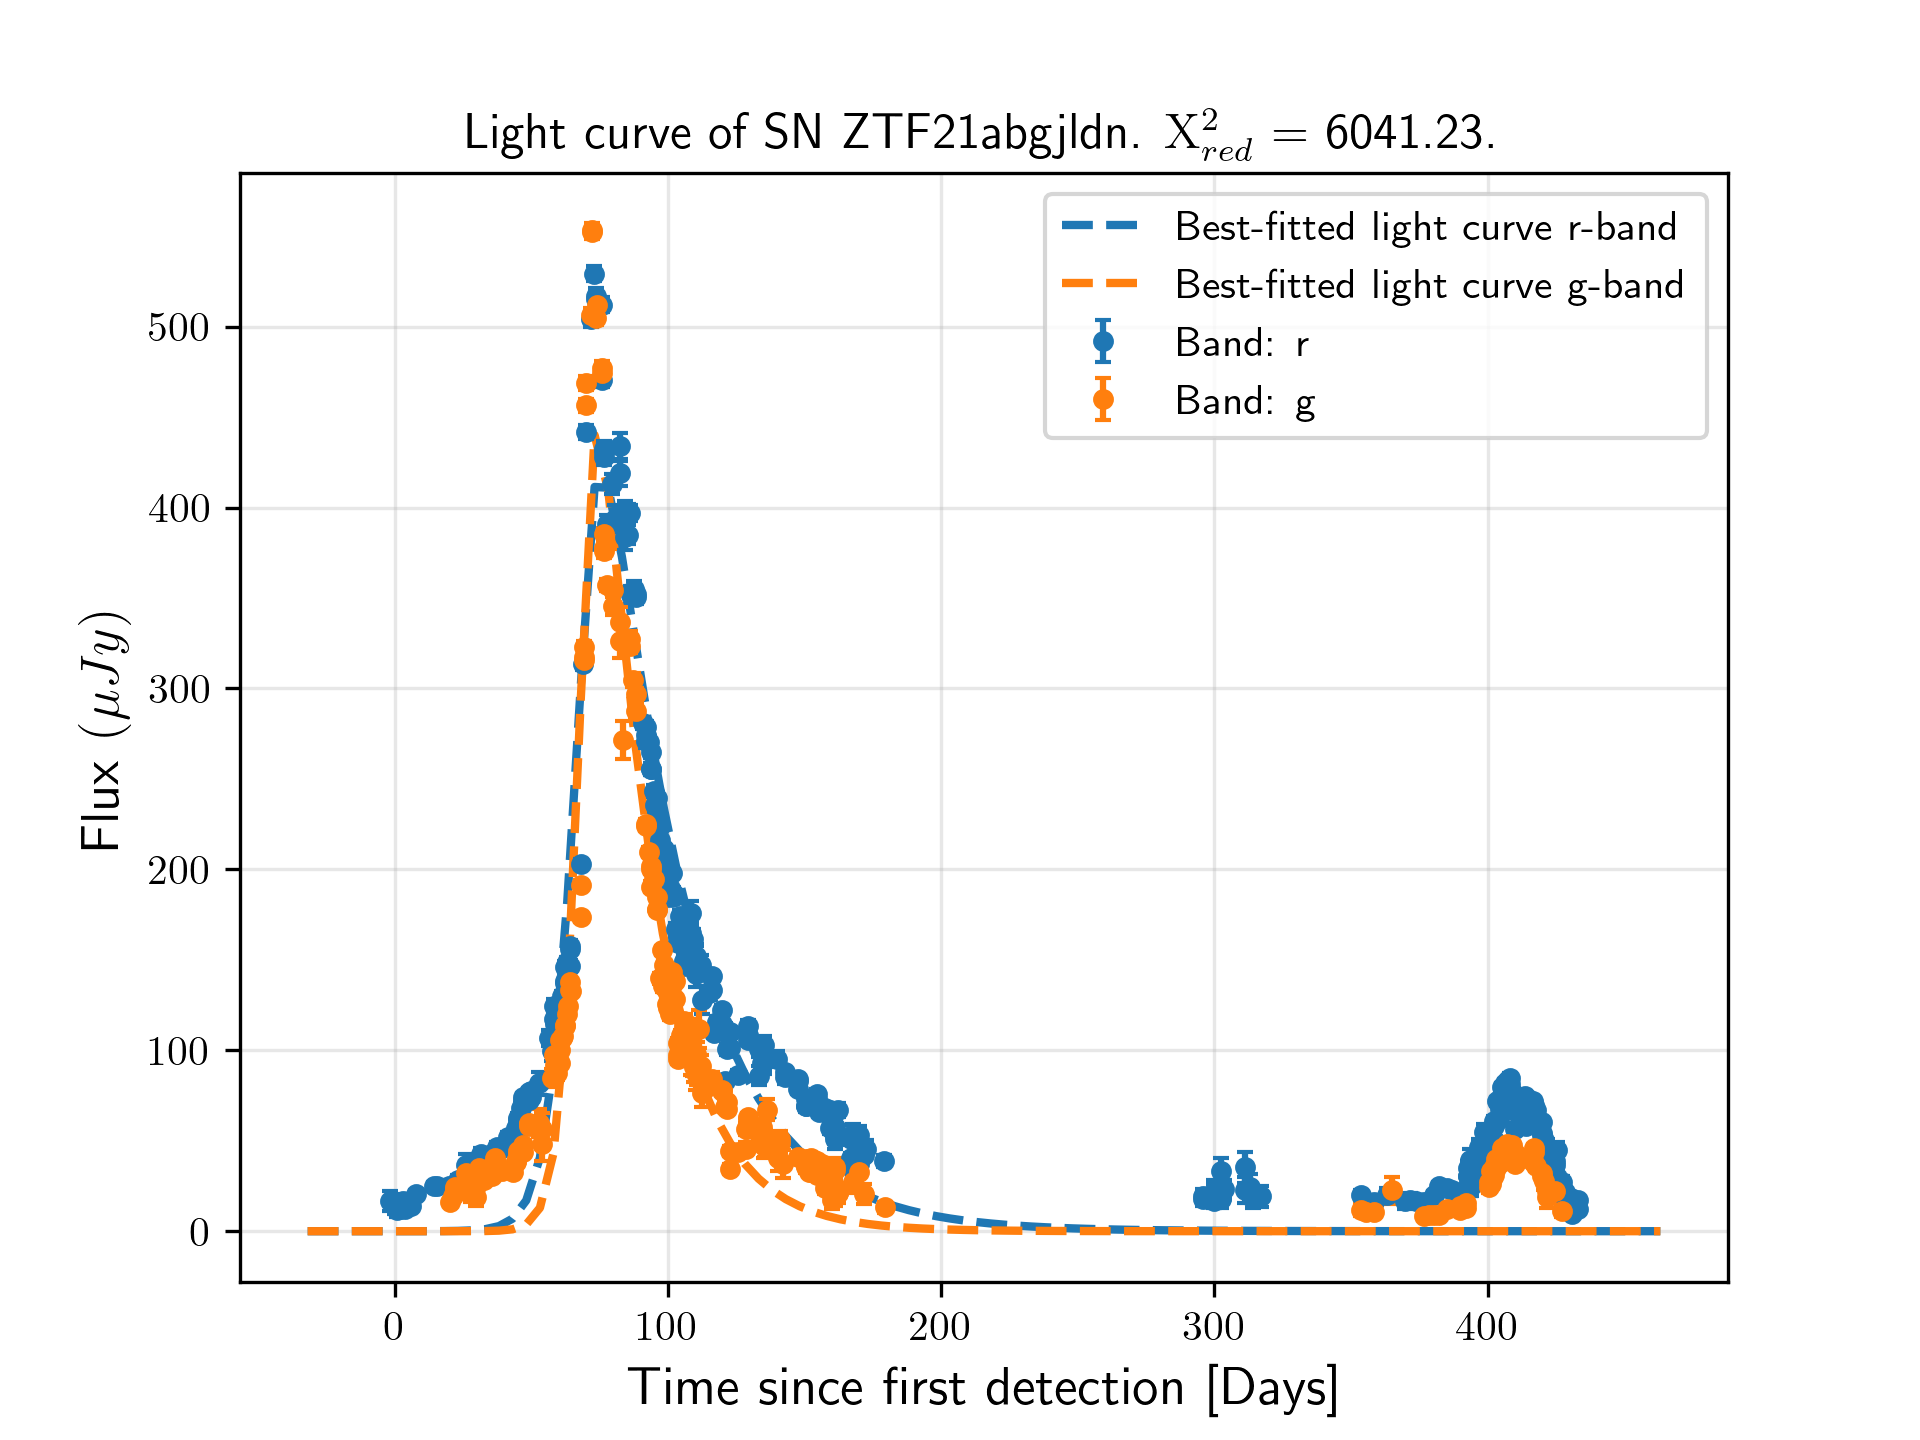 Light curve of SN ZTF21abgjldn. X²_red = 6041.23.
Best-fitted light curve r-band
Best-fitted light curve g-band
Band: r
Band: g
Flux (μJy)
500
400
300
200
100
0
0 100 200 300 400
Time since first detection [Days]